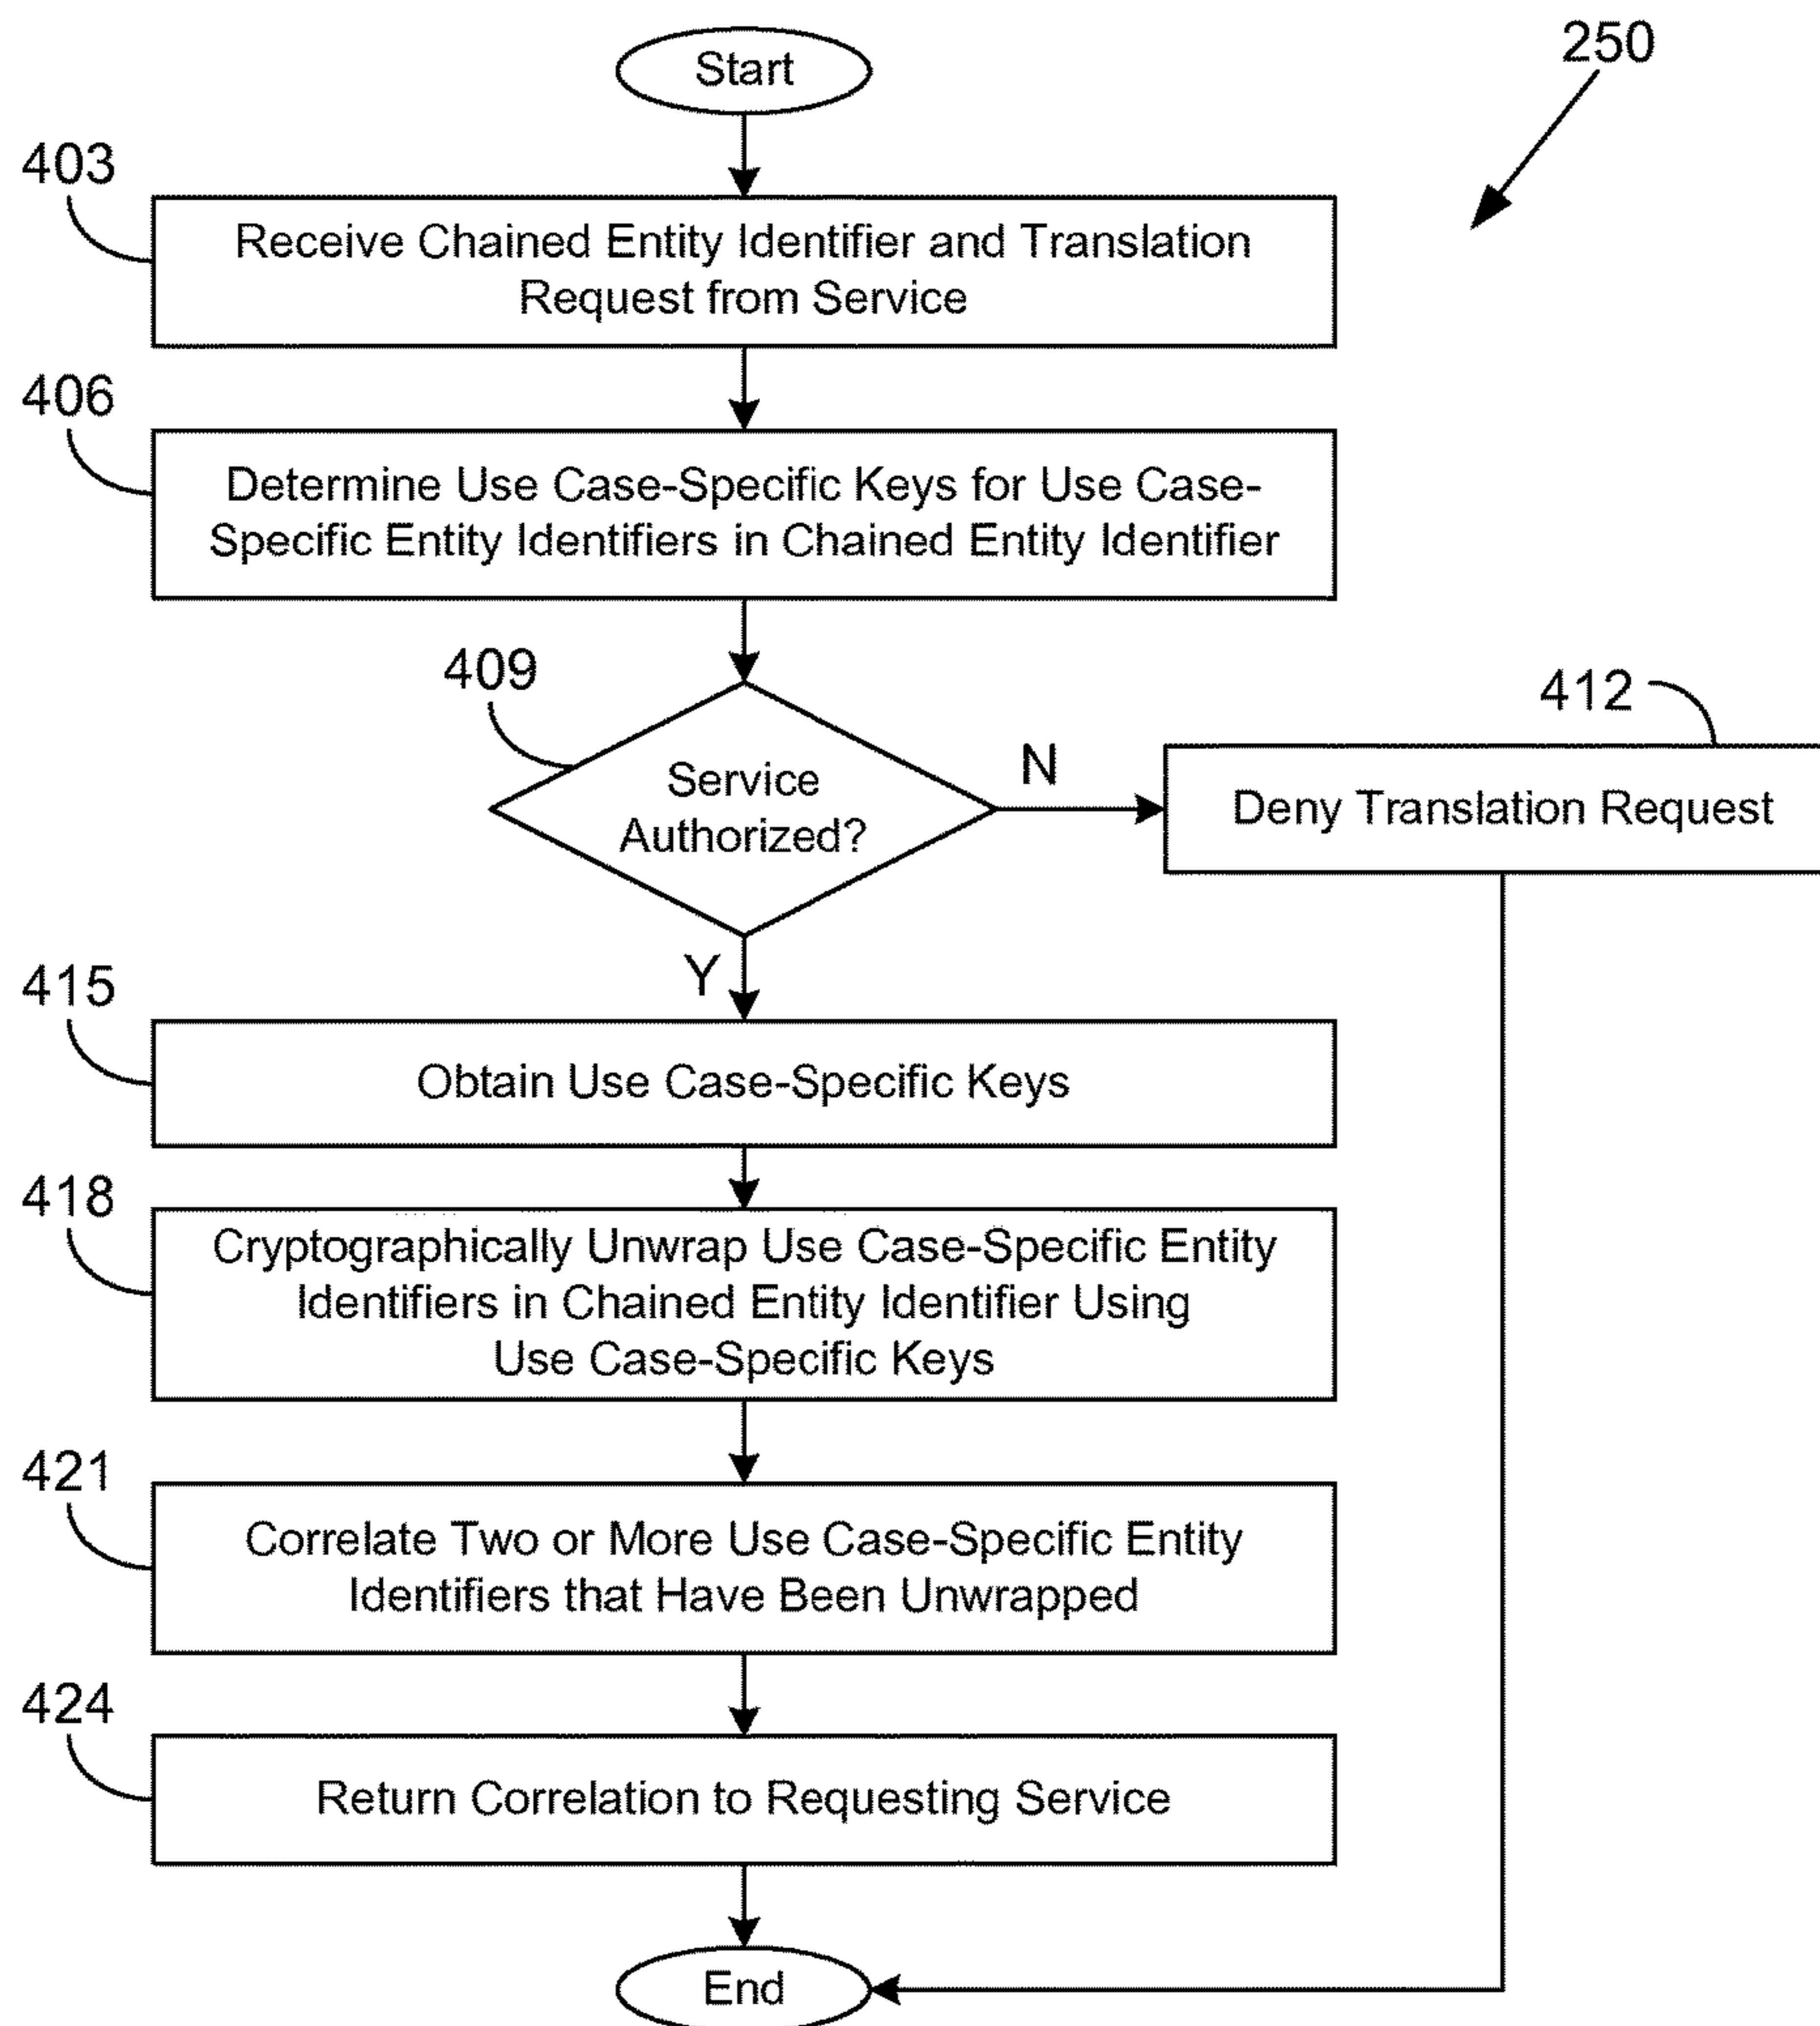 Start
250
403
Receive Chained Entity Identifier and Translation
Request from Service
406
Determine Use Case-Specific Keys for Use Case-
Specific Entity Identifiers in Chained Entity Identifier
409
Service
Authorized?
N
412
Deny Translation Request
Y
415
Obtain Use Case-Specific Keys
418
Cryptographically Unwrap Use Case-Specific Entity
Identifiers in Chained Entity Identifier Using
Use Case-Specific Keys
421
Correlate Two or More Use Case-Specific Entity
Identifiers that Have Been Unwrapped
424
Return Correlation to Requesting Service
End